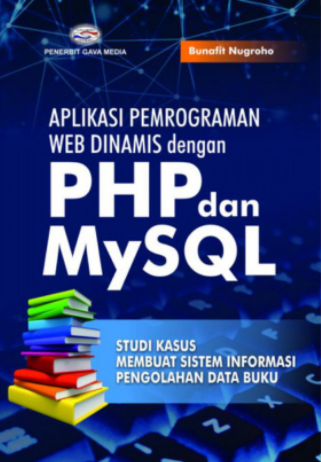 PENERBIT GAVA MEDIA
Bunafit Nugroho
APLIKASI PEMROGRAMAN
WEB DINAMIS dengan
PHP dan
MySQL
STUDI KASUS
MEMBUAT SISTEM INFORMASI
PENGOLAHAN DATA BUKU